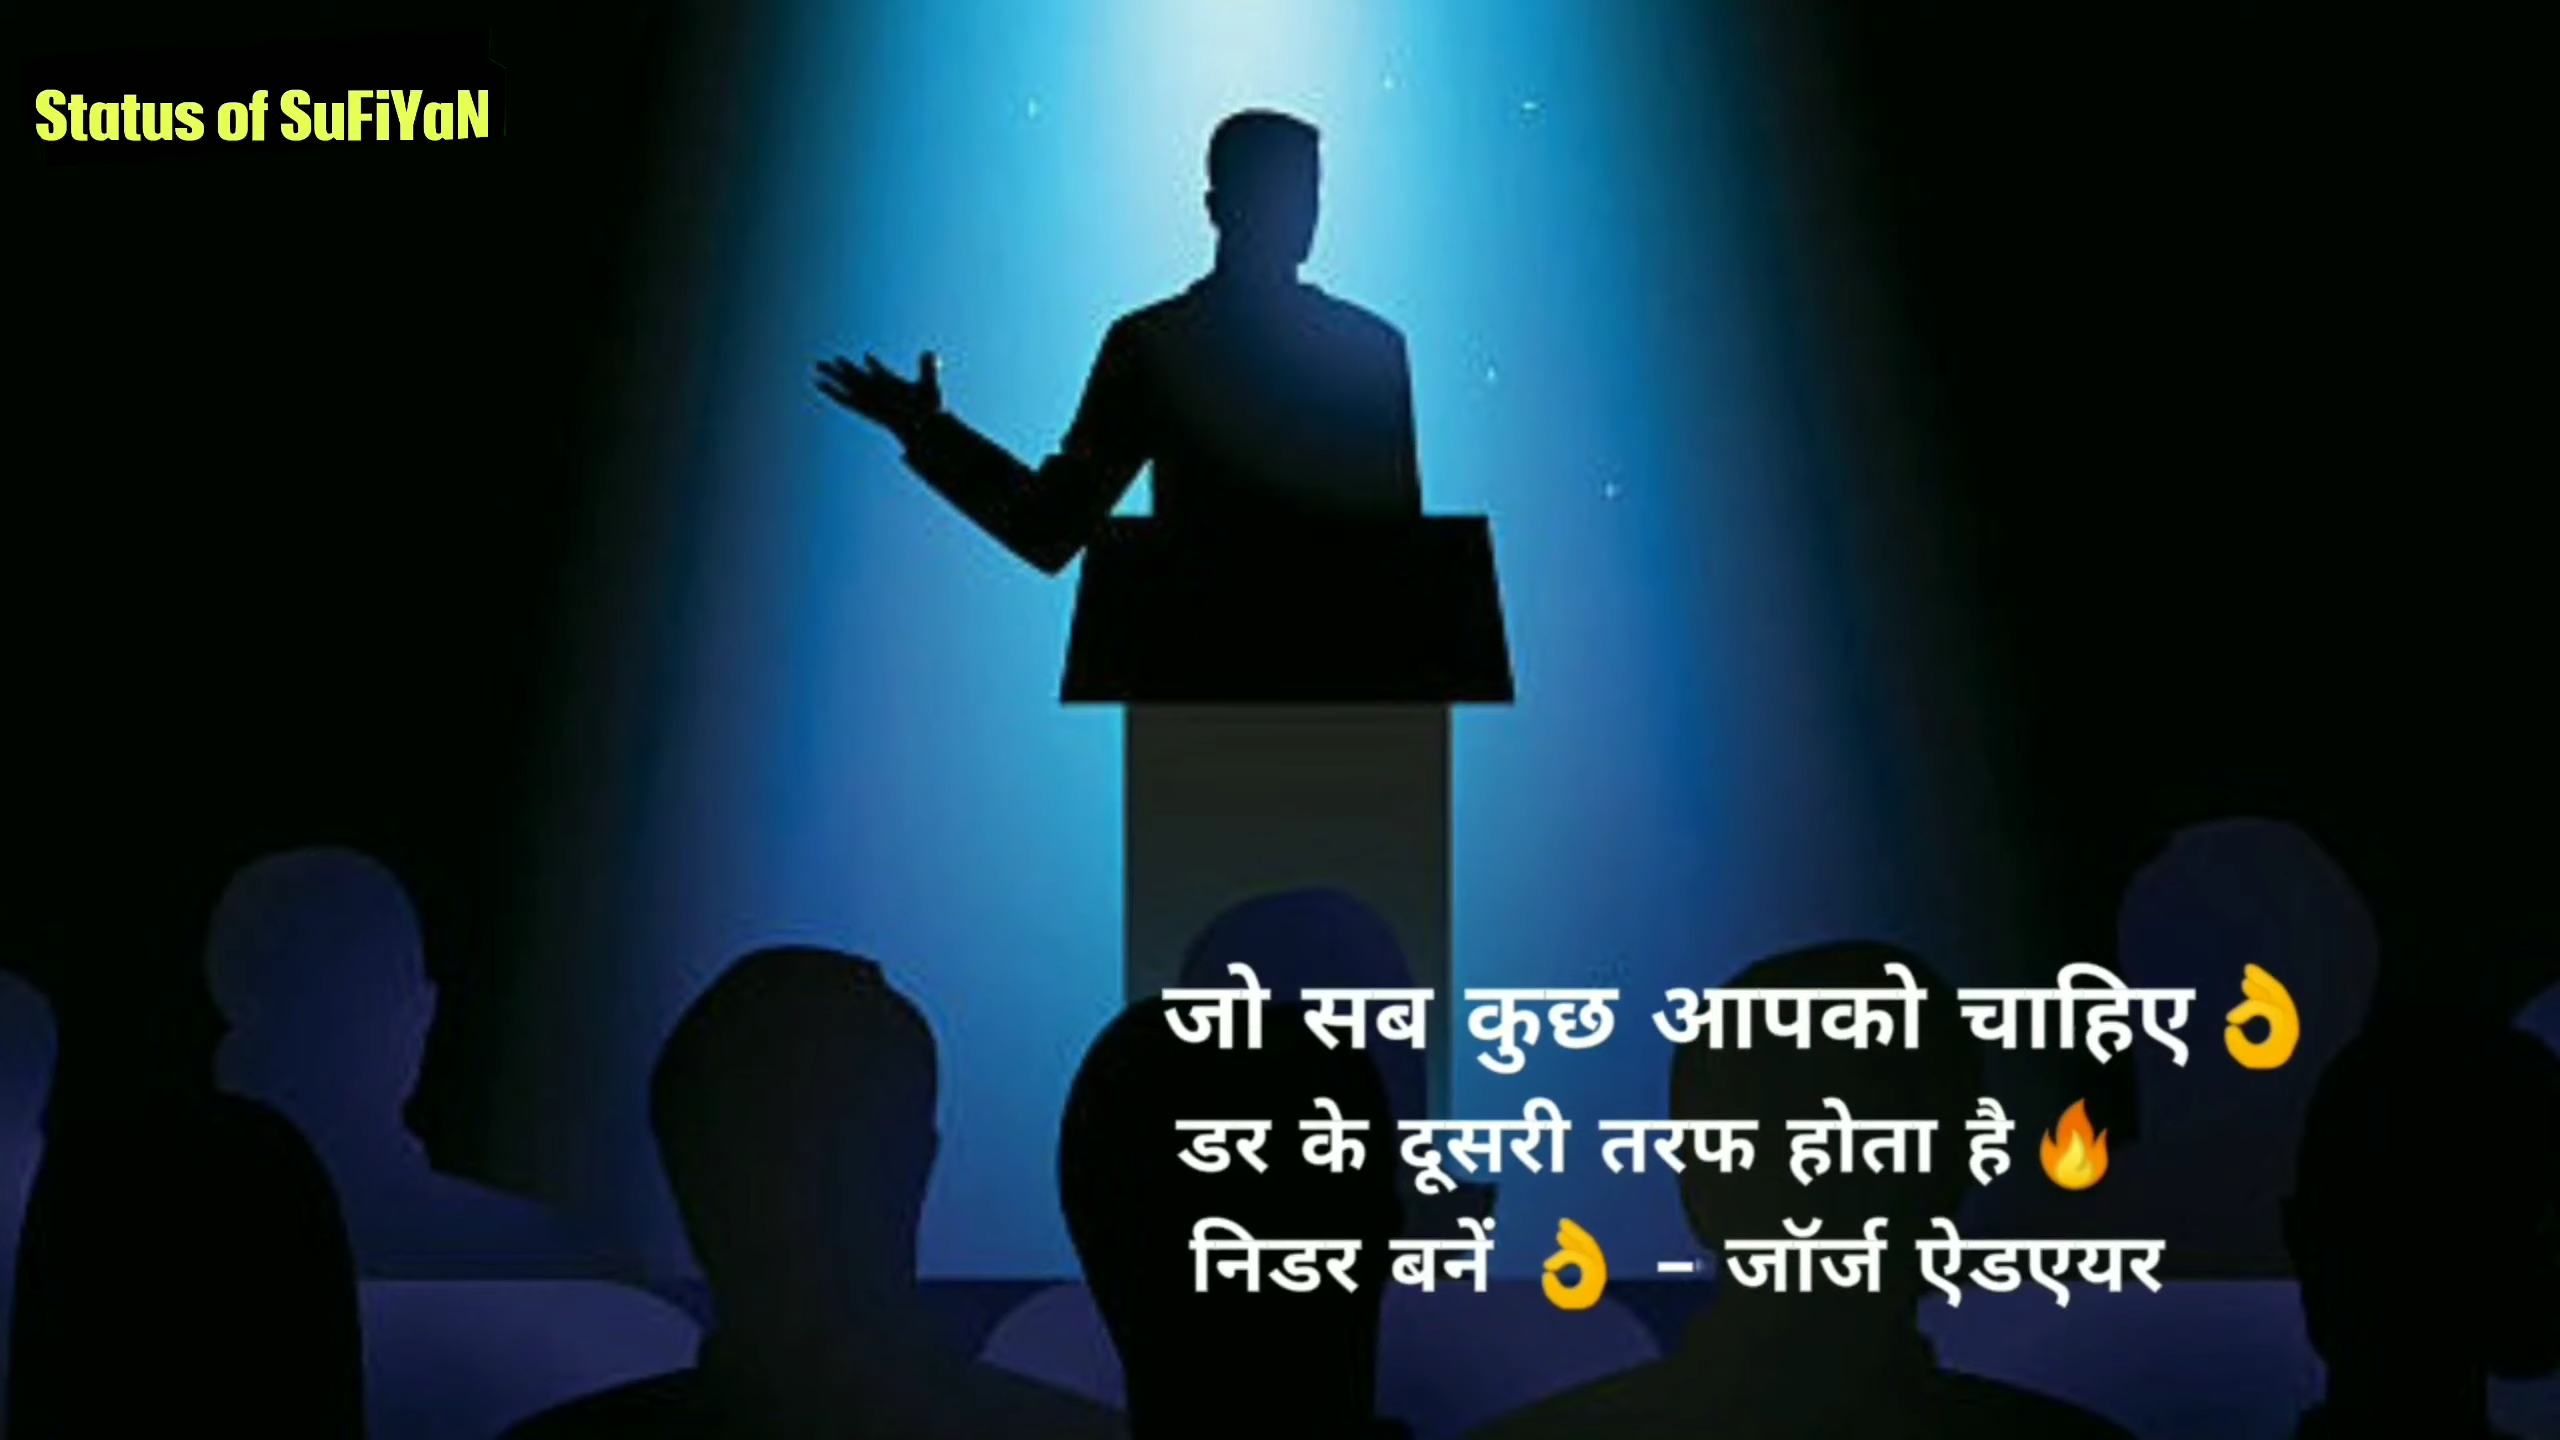 Status of SuFiYaN
जो सब कुछ आपको चाहिए👌
डर के दूसरी तरफ होता है🔥
निडर बनें 👌 – जॉर्ज ऐडएयर